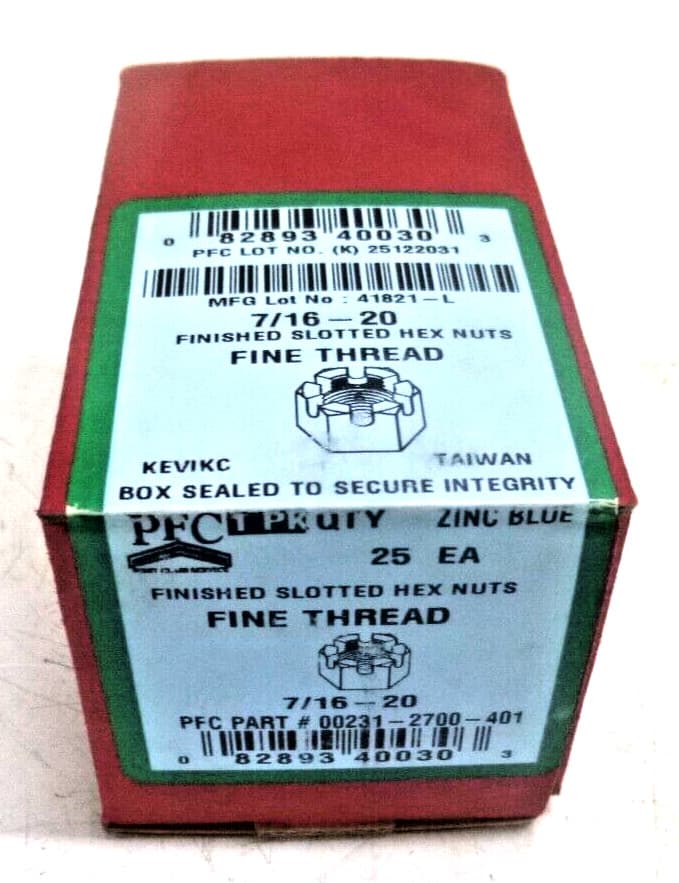 0 82893 40030 3
PFC LOT NO. (K) 25122031
MFG Lot No : 41821-L
7/16 - 20
FINISHED SLOTTED HEX NUTS
FINE THREAD
KEVIKC TAIWAN
BOX SEALED TO SECURE INTEGRITY
PFC 1 PK QTY ZINC BLUE
25 EA
FINISHED SLOTTED HEX NUTS
FINE THREAD
7/16 - 20
PFC PART # 00231-2700-401
0 82893 40030 3